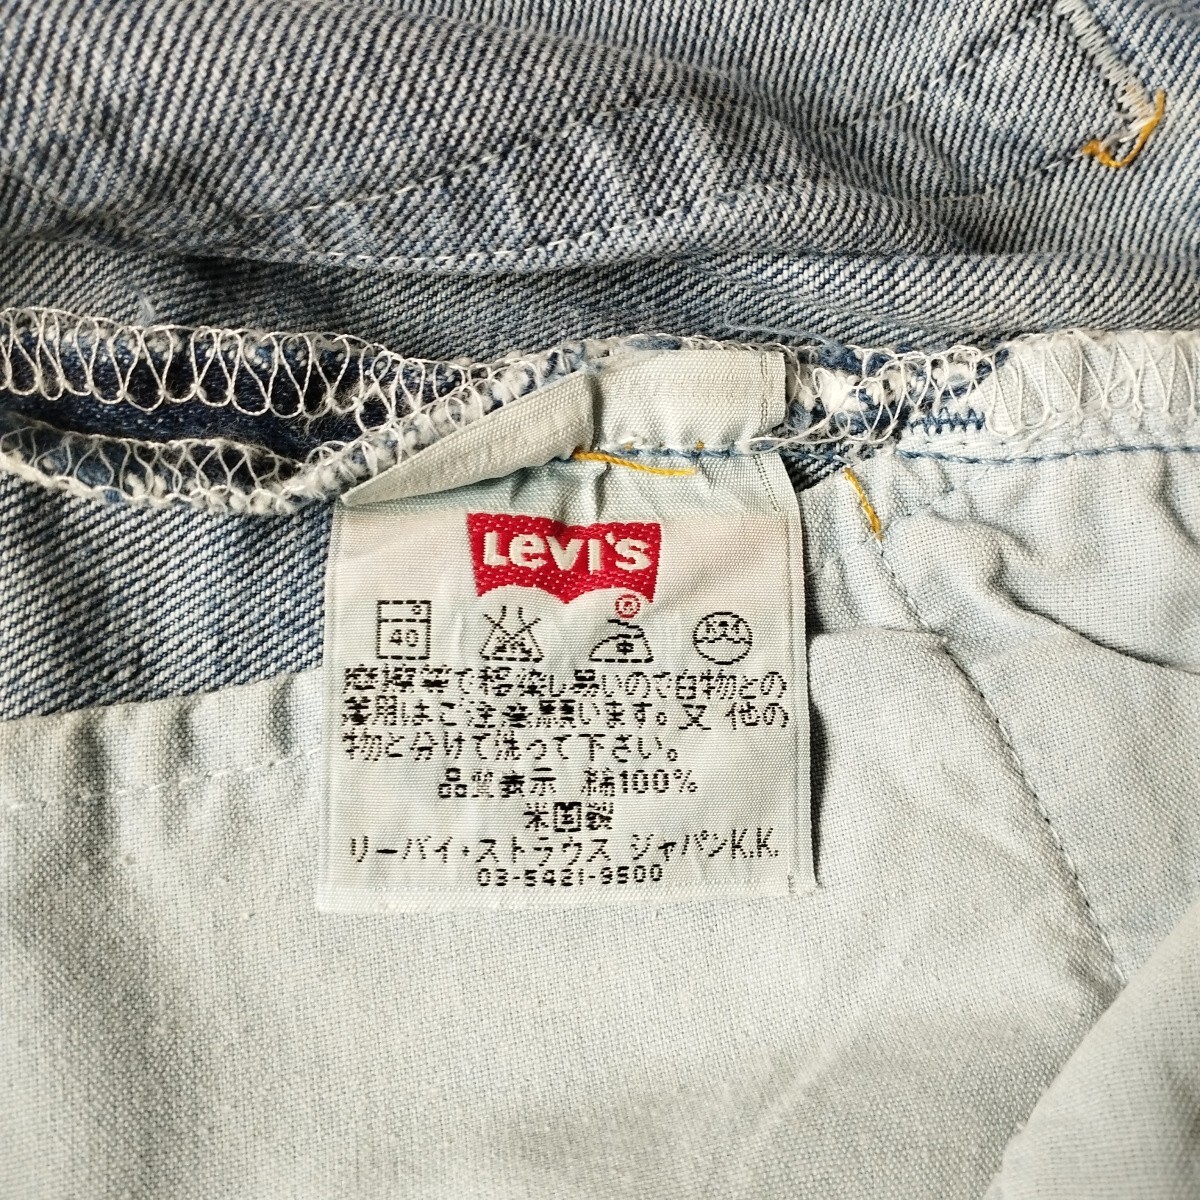 Levi's
®
40
摩擦等で移染し易いので白物との
着用はご注意願います。又 他の
物と分けて洗って下さい。
品質表示 綿100%
米国製
リーバイ・ストラウス ジャパンK.K.
03-5421-9500